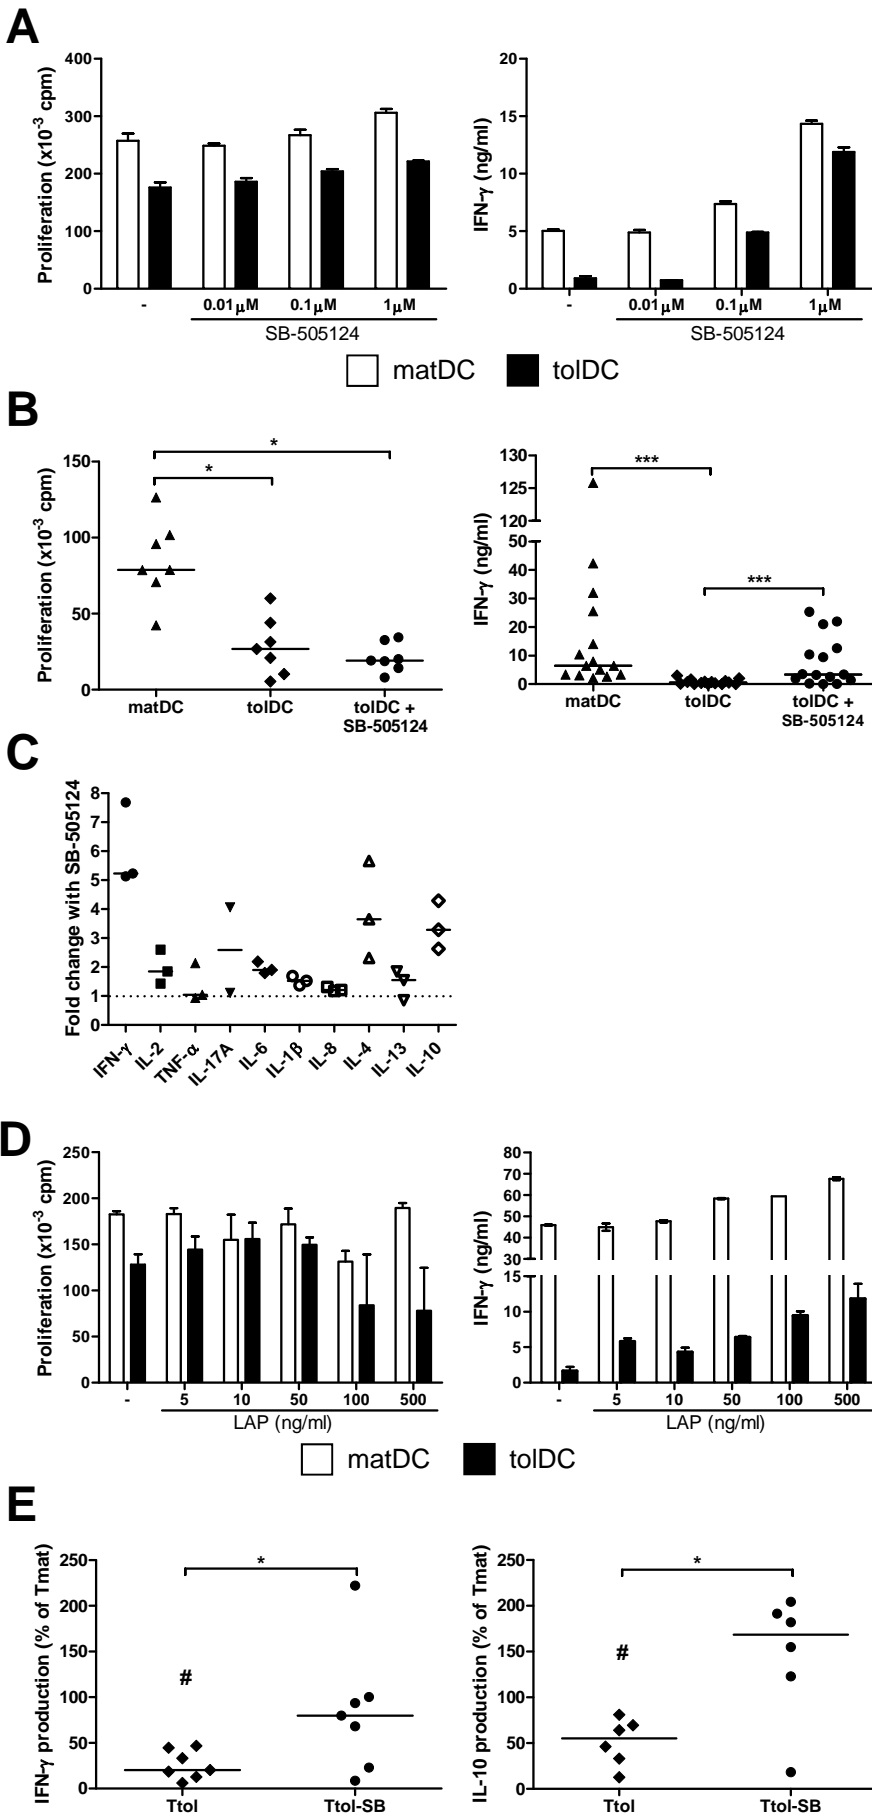 A
Proliferation (x10⁻³ cpm)
400
300
200
100
0
-
0.01µM
0.1µM
1µM
SB-505124
IFN-γ (ng/ml)
20
15
10
5
0
-
0.01µM
0.1µM
1µM
SB-505124
matDC
tolDC
B
Proliferation (x10⁻³ cpm)
150
100
50
0
*
*
matDC
tolDC
tolDC +
SB-505124
IFN-γ (ng/ml)
130
125
120
50
40
30
20
10
0
***
***
matDC
tolDC
tolDC +
SB-505124
C
Fold change with SB-505124
8
7
6
5
4
3
2
1
0
IFN-γ
IL-2
TNF-α
IL-17A
IL-6
IL-1β
IL-8
IL-4
IL-13
IL-10
D
Proliferation (x10⁻³ cpm)
250
200
150
100
50
0
-
5
10
50
100
500
LAP (ng/ml)
IFN-γ (ng/ml)
80
70
60
50
40
30
15
10
5
0
-
5
10
50
100
500
LAP (ng/ml)
matDC
tolDC
E
IFN-γ production (% of Tmat)
250
200
150
100
50
0
*
#
Ttol
Ttol-SB
IL-10 production (% of Tmat)
250
200
150
100
50
0
*
#
Ttol
Ttol-SB